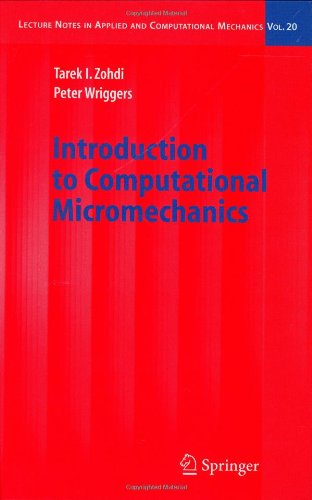 Lecture Notes in Applied and Computational Mechanics Vol. 20
Tarek I. Zohdi
Peter Wriggers
Introduction
to Computational
Micromechanics
Springer